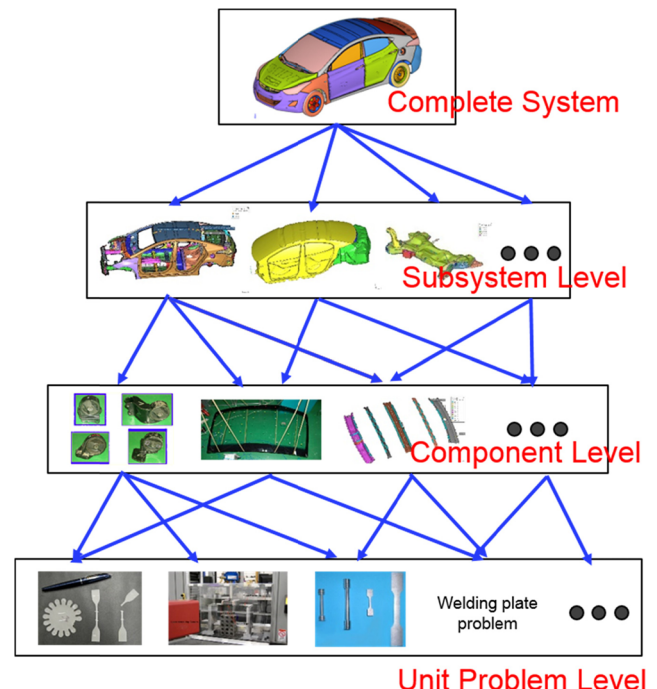 Complete System
Subsystem Level
Component Level
Welding plate
problem
Unit Problem Level